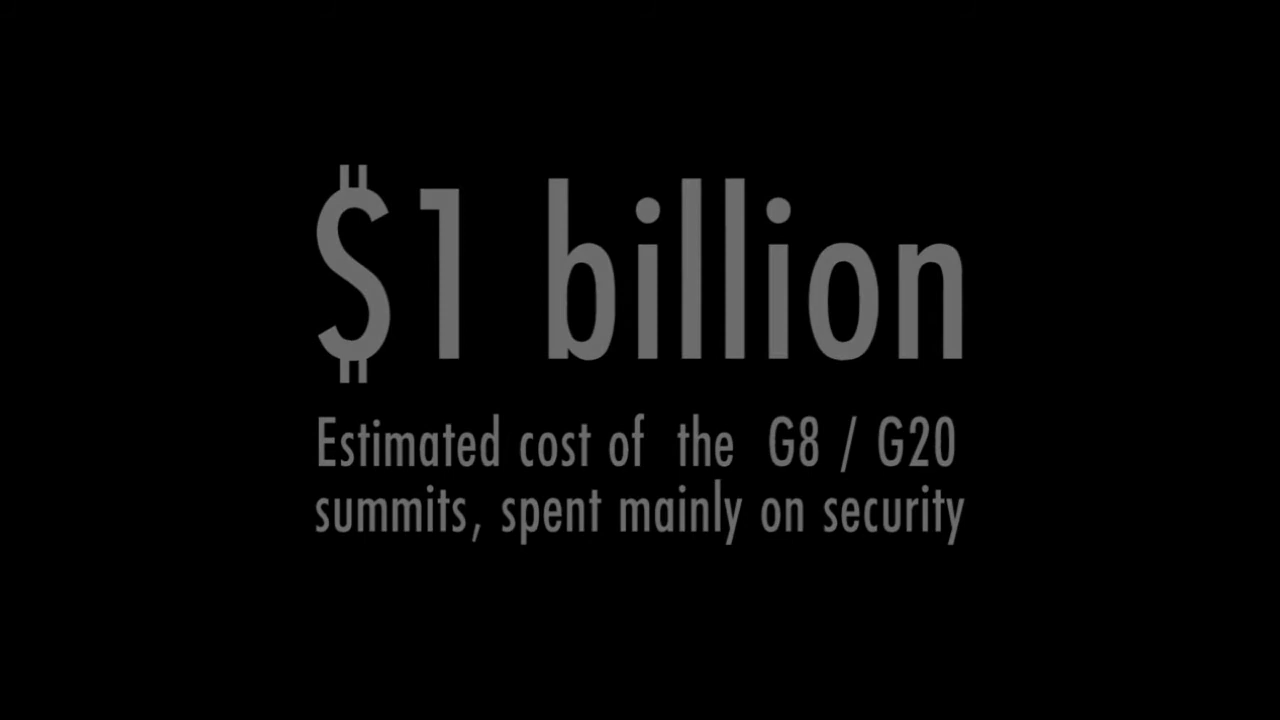 $1 billion
Estimated cost of the G8 / G20
summits, spent mainly on security